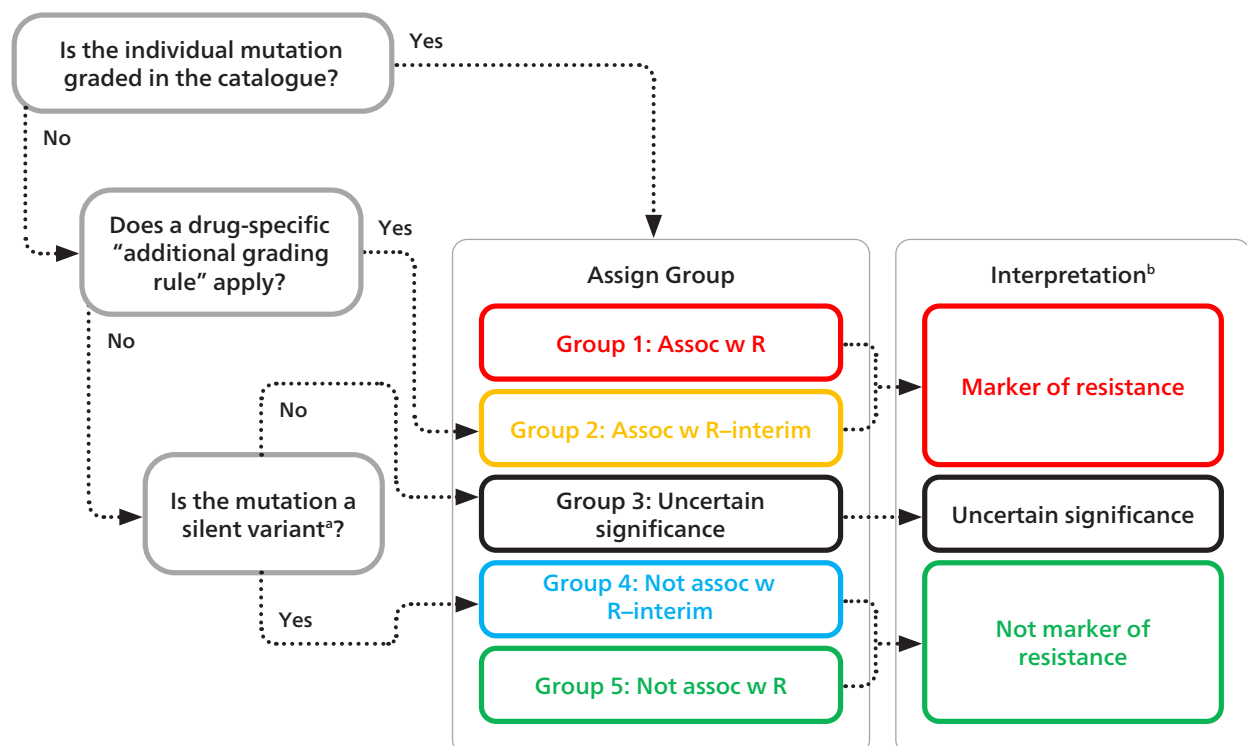 Is the individual mutation
graded in the catalogue?
Yes
No
Does a drug-specific
“additional grading
rule” apply?
Yes
No
Is the mutation a
silent variantᵃ?
No
Yes
Assign Group
Group 1: Assoc w R
Group 2: Assoc w R–interim
Group 3: Uncertain
significance
Group 4: Not assoc w
R–interim
Group 5: Not assoc w R
Interpretationᵇ
Marker of resistance
Uncertain significance
Not marker of
resistance